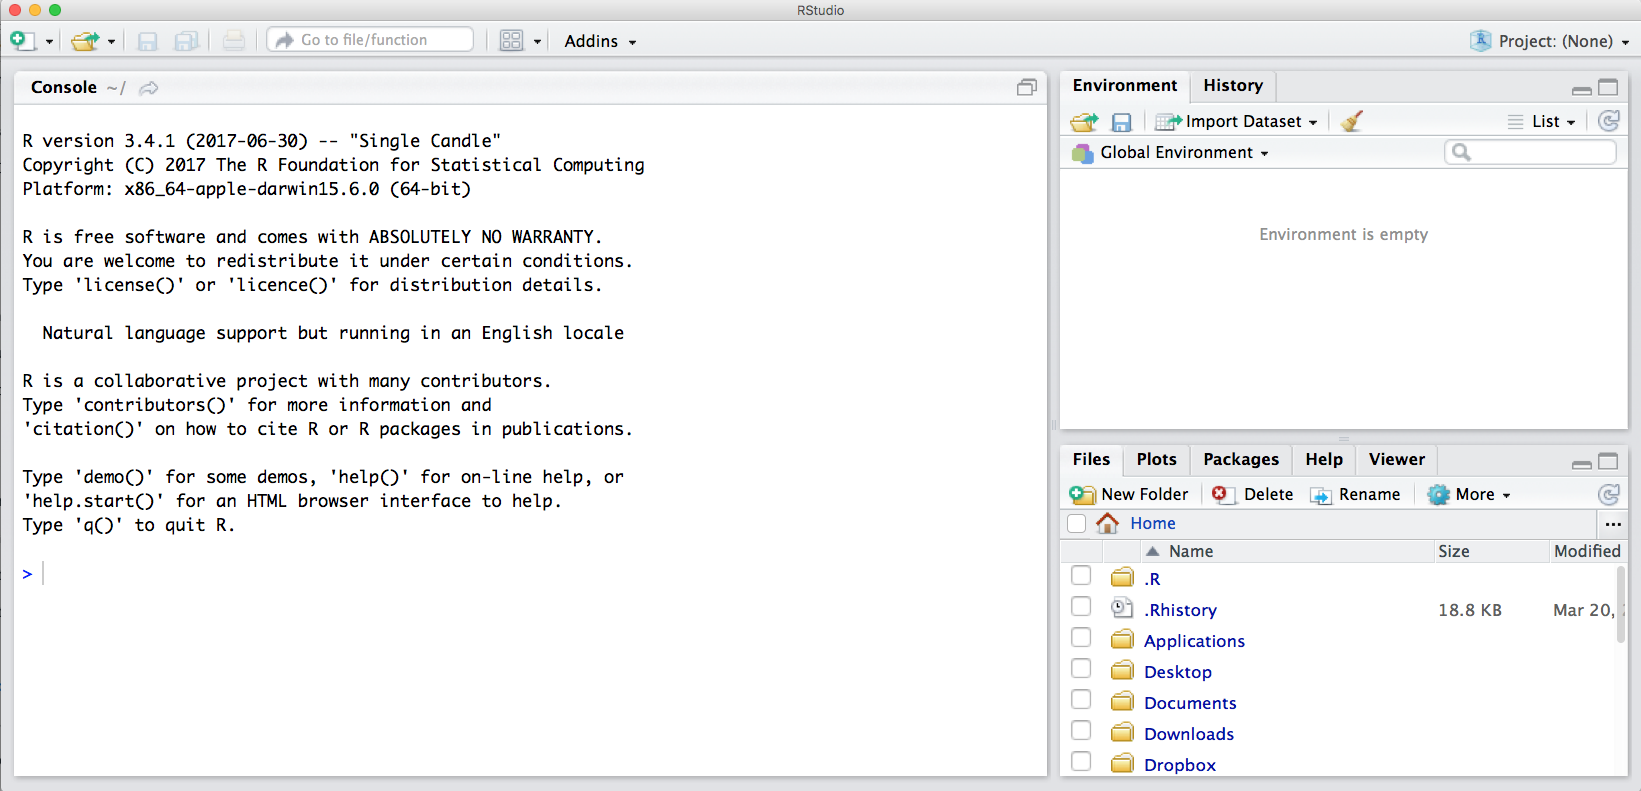 RStudio
Go to file/function
Addins
Project: (None)
Console ~/
R version 3.4.1 (2017-06-30) -- "Single Candle"
Copyright (C) 2017 The R Foundation for Statistical Computing
Platform: x86_64-apple-darwin15.6.0 (64-bit)
R is free software and comes with ABSOLUTELY NO WARRANTY.
You are welcome to redistribute it under certain conditions.
Type 'license()' or 'licence()' for distribution details.
Natural language support but running in an English locale
R is a collaborative project with many contributors.
Type 'contributors()' for more information and
'citation()' on how to cite R or R packages in publications.
Type 'demo()' for some demos, 'help()' for on-line help, or
'help.start()' for an HTML browser interface to help.
Type 'q()' to quit R.
>
Environment History
Import Dataset List
Global Environment
Environment is empty
Files Plots Packages Help Viewer
New Folder Delete Rename More
Home ...
Name Size Modified
.R
.Rhistory 18.8 KB Mar 20,
Applications
Desktop
Documents
Downloads
Dropbox